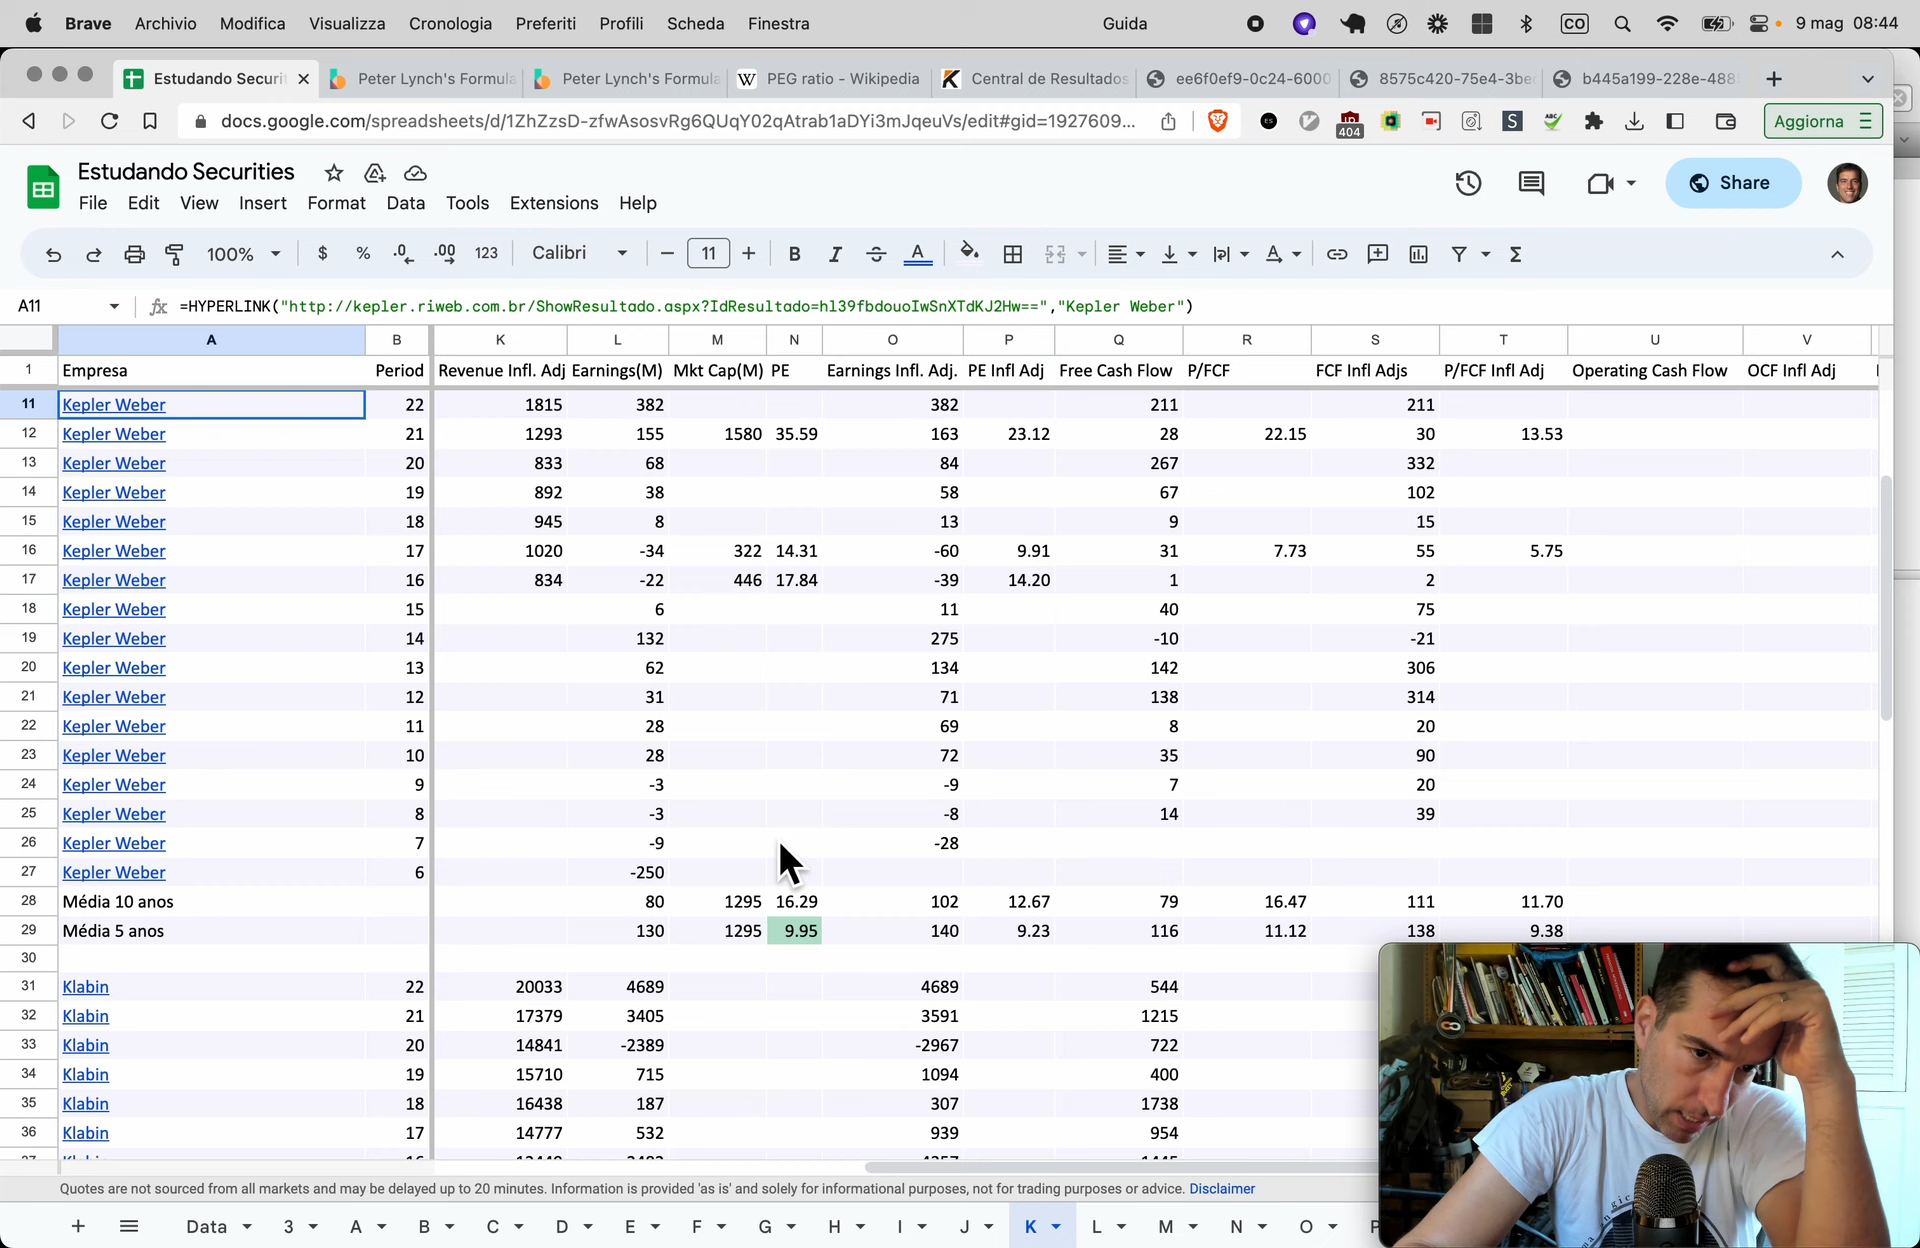 Brave Archivio Modifica Visualizza Cronologia Preferiti Profili Scheda Finestra Guida CO 9 mag 08:44
Estudando Securit Peter Lynch's Formula Peter Lynch's Formula PEG ratio - Wikipedia Central de Resultados ee6f0ef9-0c24-6000 8575c420-75e4-3be b445a199-228e-488
docs.google.com/spreadsheets/d/1ZhZzsD-zfwAsosvRg6QUqY02qAtrab1aDYi3mJqeuVs/edit#gid=1927609... 404 Aggiorna
Estudando Securities
Share
File Edit View Insert Format Data Tools Extensions Help
100% $ % .0 .00 123 Calibri 11 B I S A
A11 fx =HYPERLINK("http://kepler.riweb.com.br/ShowResultado.aspx?IdResultado=hl39fbdouoIwSnXTdKJ2Hw==","Kepler Weber")
A B K L M N O P Q R S T U V
1 Empresa Period Revenue Infl. Adj Earnings(M) Mkt Cap(M) PE Earnings Infl. Adj. PE Infl Adj Free Cash Flow P/FCF FCF Infl Adjs P/FCF Infl Adj Operating Cash Flow OCF Infl Adj
11 Kepler Weber 22 1815 382 382 211 211
12 Kepler Weber 21 1293 155 1580 35.59 163 23.12 28 22.15 30 13.53
13 Kepler Weber 20 833 68 84 267 332
14 Kepler Weber 19 892 38 58 67 102
15 Kepler Weber 18 945 8 13 9 15
16 Kepler Weber 17 1020 -34 322 14.31 -60 9.91 31 7.73 55 5.75
17 Kepler Weber 16 834 -22 446 17.84 -39 14.20 1 2
18 Kepler Weber 15 6 11 40 75
19 Kepler Weber 14 132 275 -10 -21
20 Kepler Weber 13 62 134 142 306
21 Kepler Weber 12 31 71 138 314
22 Kepler Weber 11 28 69 8 20
23 Kepler Weber 10 28 72 35 90
24 Kepler Weber 9 -3 -9 7 20
25 Kepler Weber 8 -3 -8 14 39
26 Kepler Weber 7 -9 -28
27 Kepler Weber 6 -250
28 Média 10 anos 80 1295 16.29 102 12.67 79 16.47 111 11.70
29 Média 5 anos 130 1295 9.95 140 9.23 116 11.12 138 9.38
30
31 Klabin 22 20033 4689 4689 544
32 Klabin 21 17379 3405 3591 1215
33 Klabin 20 14841 -2389 -2967 722
34 Klabin 19 15710 715 1094 400
35 Klabin 18 16438 187 307 1738
36 Klabin 17 14777 532 939 954
Quotes are not sourced from all markets and may be delayed up to 20 minutes. Information is provided 'as is' and solely for informational purposes, not for trading purposes or advice. Disclaimer
Data 3 A B C D E F G H I J K L M N O P